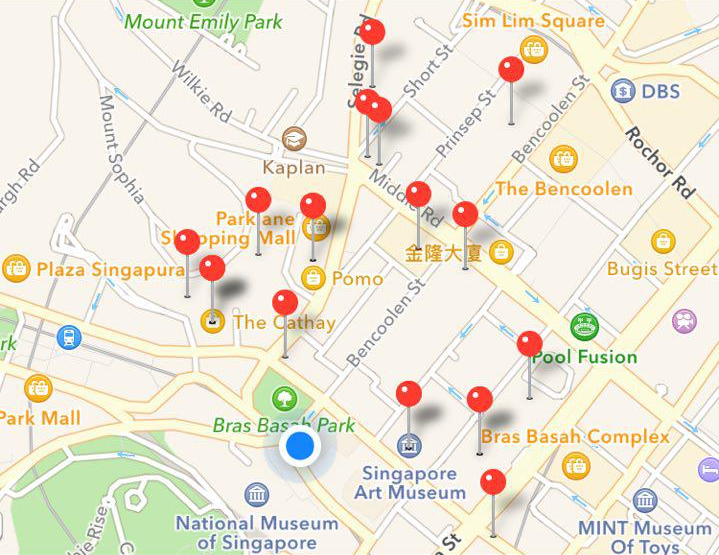 Mount Emily Park
Sim Lim Square
Selegie Rd
Short St
Wilkie Rd
DBS
Prinsep St
Bencoolen St
Mount Sophia
Kaplan
Rochor Rd
Middle Rd
The Bencoolen
Shopping Mall
金隆大厦
Plaza Singapura
Pomo
Bugis Street
The Cathay
Bencoolen St
Pool Fusion
Park Mall
Bras Basah Park
Bras Basah Complex
Singapore
Art Museum
National Museum
of Singapore
MINT Museum
Of Toys
St